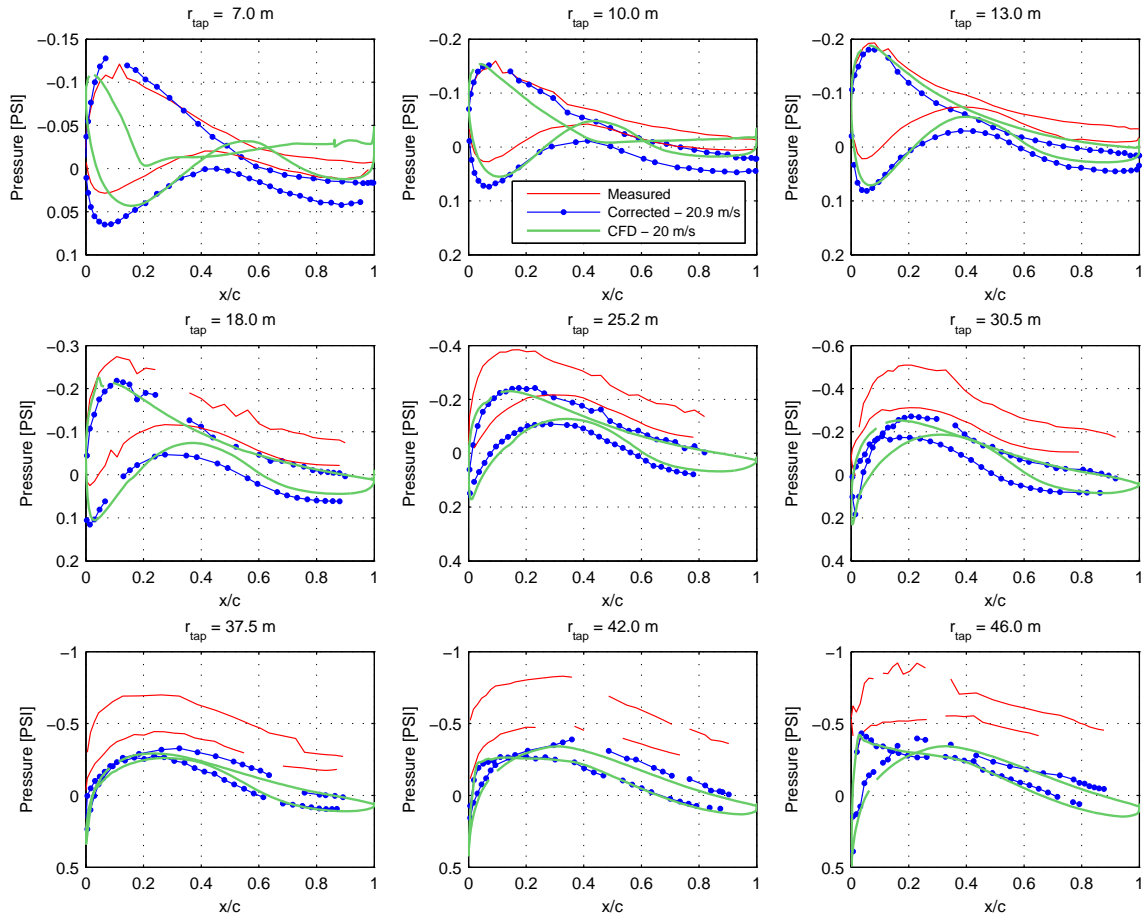 r_tap = 7.0 m
r_tap = 10.0 m
r_tap = 13.0 m
−0.15
−0.1
−0.05
0
0.05
0.1
Pressure [PSI]
0 0.2 0.4 0.6 0.8 1
x/c
−0.2
−0.1
0
0.1
0.2
Pressure [PSI]
Measured
Corrected − 20.9 m/s
CFD − 20 m/s
0 0.2 0.4 0.6 0.8 1
x/c
−0.2
−0.1
0
0.1
0.2
Pressure [PSI]
0 0.2 0.4 0.6 0.8 1
x/c
r_tap = 18.0 m
r_tap = 25.2 m
r_tap = 30.5 m
−0.3
−0.2
−0.1
0
0.1
0.2
Pressure [PSI]
0 0.2 0.4 0.6 0.8 1
x/c
−0.4
−0.2
0
0.2
0.4
Pressure [PSI]
0 0.2 0.4 0.6 0.8 1
x/c
−0.6
−0.4
−0.2
0
0.2
0.4
Pressure [PSI]
0 0.2 0.4 0.6 0.8 1
x/c
r_tap = 37.5 m
r_tap = 42.0 m
r_tap = 46.0 m
−1
−0.5
0
0.5
Pressure [PSI]
0 0.2 0.4 0.6 0.8 1
x/c
−1
−0.5
0
0.5
Pressure [PSI]
0 0.2 0.4 0.6 0.8 1
x/c
−1
−0.5
0
0.5
Pressure [PSI]
0 0.2 0.4 0.6 0.8 1
x/c